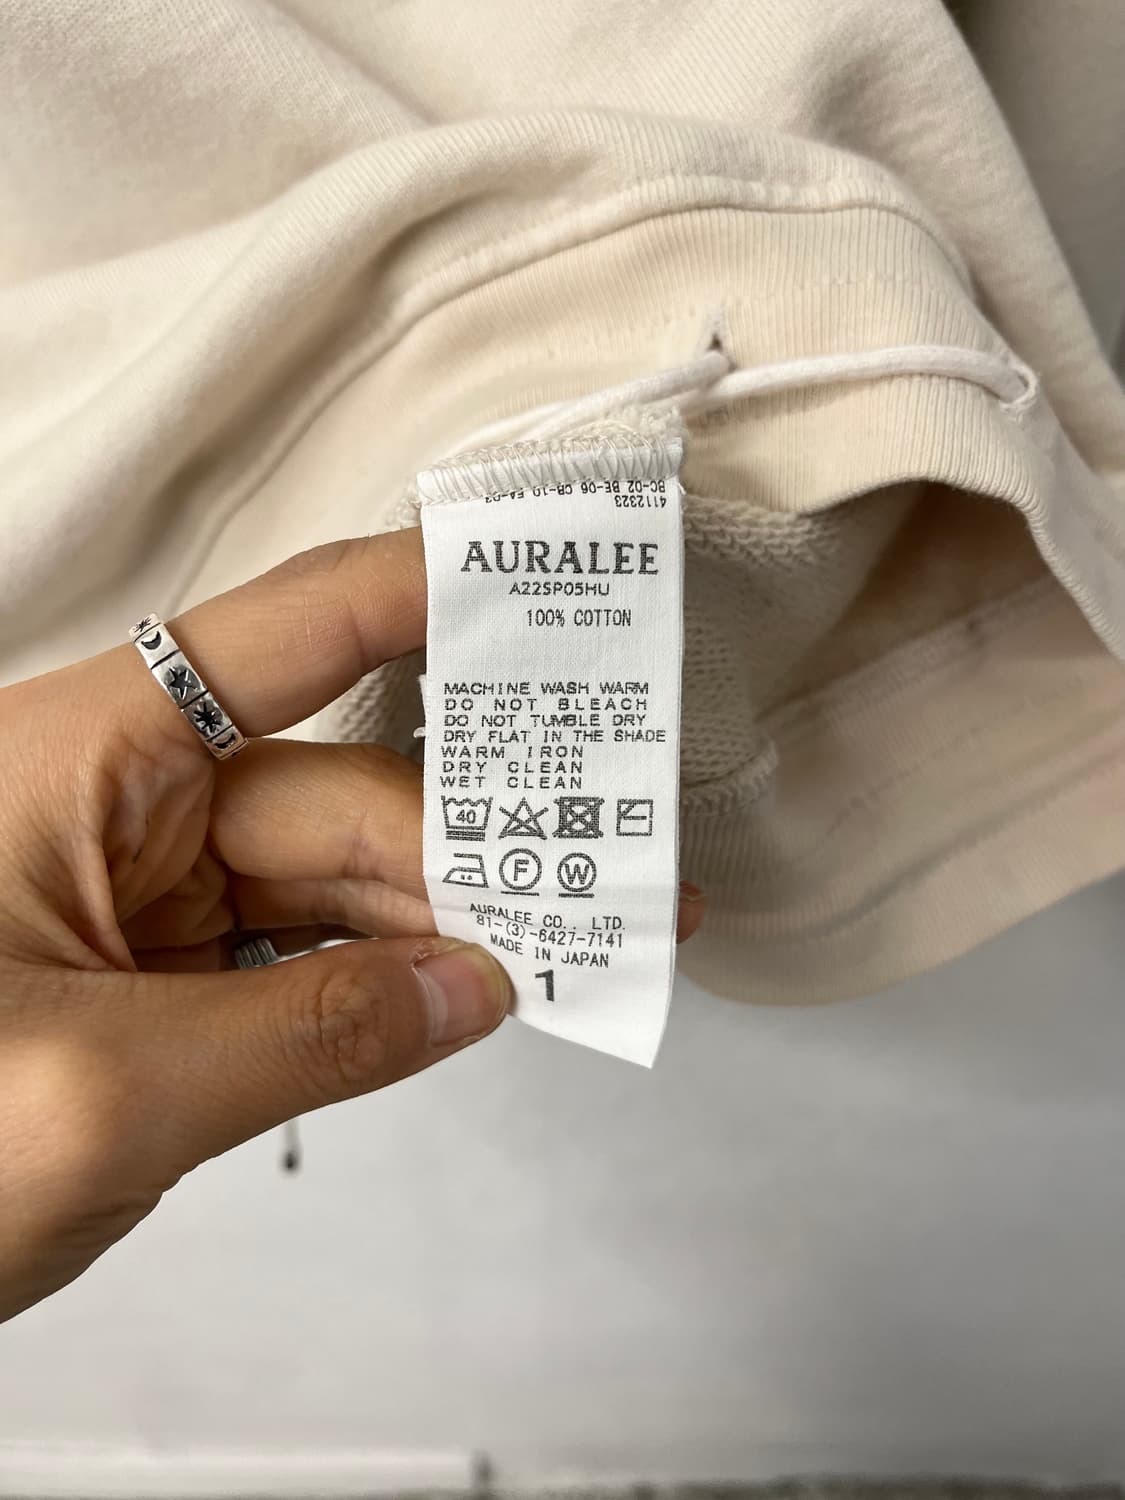 4112323
BC-02 BE-06 CB-10 FA-03
AURALEE
A22SP05HU
100% COTTON
MACHINE WASH WARM
DO NOT BLEACH
DO NOT TUMBLE DRY
DRY FLAT IN THE SHADE
WARM IRON
DRY CLEAN
WET CLEAN
40
F W
AURALEE CO., LTD.
81-(3)-6427-7141
MADE IN JAPAN
1